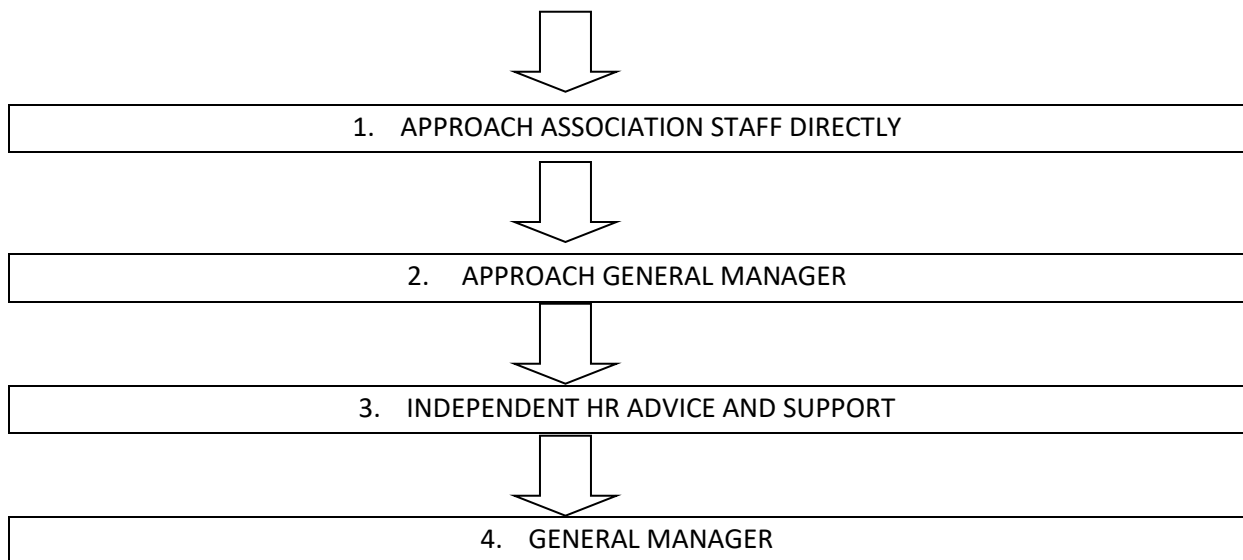 1. APPROACH ASSOCIATION STAFF DIRECTLY
2. APPROACH GENERAL MANAGER
3. INDEPENDENT HR ADVICE AND SUPPORT
4. GENERAL MANAGER